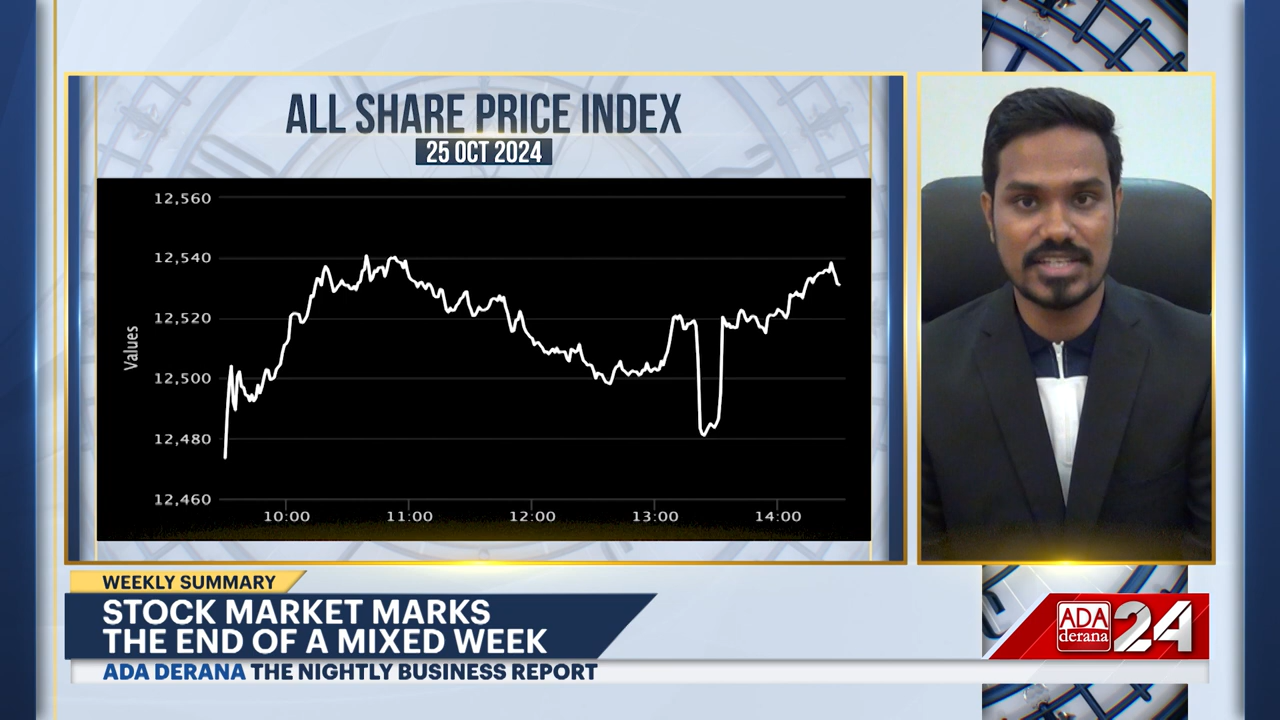 ALL SHARE PRICE INDEX
25 OCT 2024
12,560
12,540
12,520
12,500
12,480
12,460
Values
10:00 11:00 12:00 13:00 14:00
WEEKLY SUMMARY
STOCK MARKET MARKS
THE END OF A MIXED WEEK
ADA DERANA THE NIGHTLY BUSINESS REPORT
ADA
derana
24